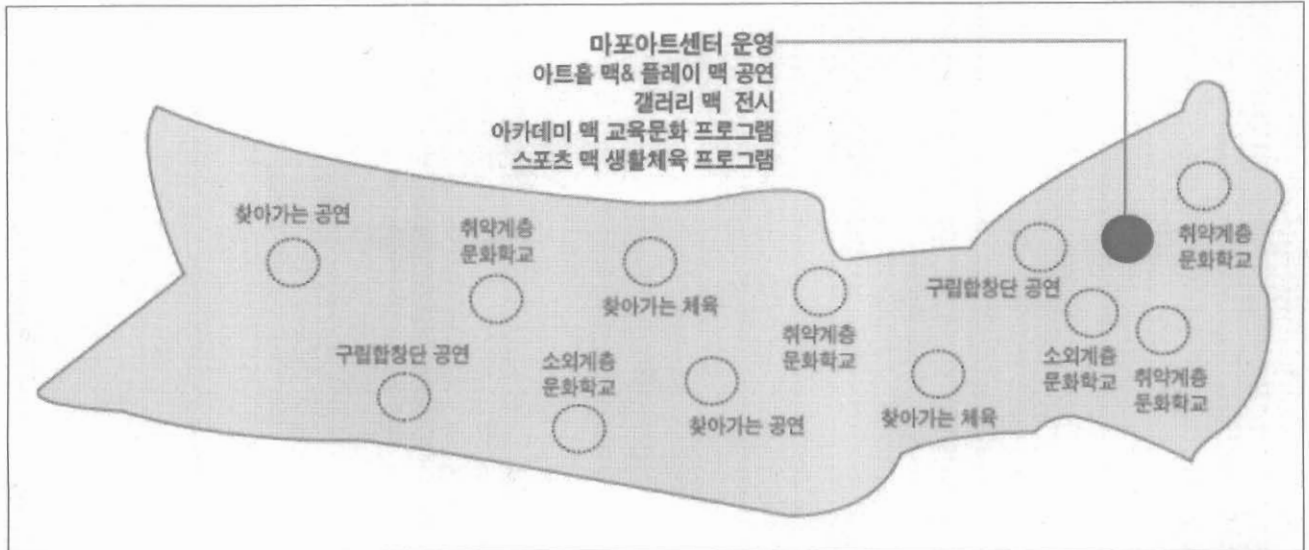 마포아트센터 운영
아트홀 맥& 플레이 맥 공연
갤러리 맥 전시
아카데미 맥 교육문화 프로그램
스포츠 맥 생활체육 프로그램
찾아가는 공연
취약계층
문화학교
찾아가는 체육
취약계층
문화학교
구립합창단 공연
취약계층
문화학교
구립합창단 공연
소외계층
문화학교
찾아가는 공연
찾아가는 체육
소외계층
문화학교
취약계층
문화학교